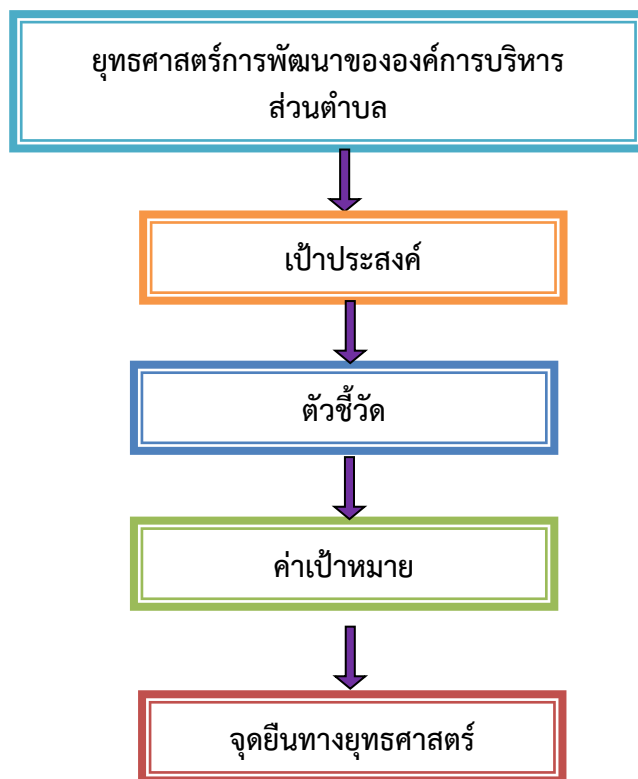 ยุทธศาสตร์การพัฒนาขององค์การบริหาร
ส่วนตำบล
เป้าประสงค์
ตัวชี้วัด
ค่าเป้าหมาย
จุดยืนทางยุทธศาสตร์